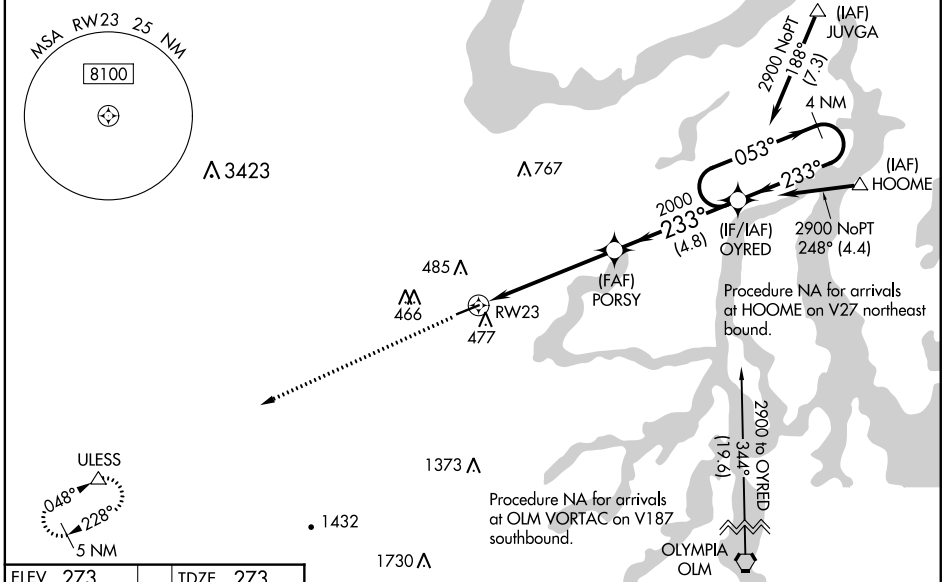 MSA RW23 25 NM
8100
3423
767
(IAF)
JUVGA
2900 NoPT
188°
(7.3)
4 NM
053°
233°
(IAF)
HOOME
2900 NoPT
248° (4.4)
2000
233°
(4.8)
(IF/IAF)
OYRED
(FAF)
PORSY
485
466
RW23
477
Procedure NA for arrivals
at HOOME on V27 northeast
bound.
2900 to OYRED
344°
(19.6)
ULESS
048°
228°
5 NM
1373
1432
1730
Procedure NA for arrivals
at OLM VORTAC on V187
southbound.
OLYMPIA
OLM
ELEV 273
TDZE 273